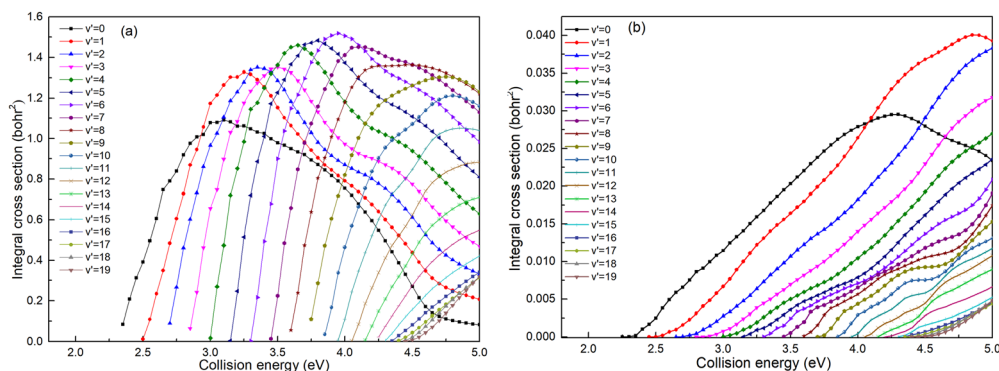 (a)
Integral cross section (bohr²)
1.6
1.4
1.2
1.0
0.8
0.6
0.4
0.2
0.0
v'=0
v'=1
v'=2
v'=3
v'=4
v'=5
v'=6
v'=7
v'=8
v'=9
v'=10
v'=11
v'=12
v'=13
v'=14
v'=15
v'=16
v'=17
v'=18
v'=19
2.0 2.5 3.0 3.5 4.0 4.5 5.0
Collision energy (eV)
(b)
Integral cross section (bohr²)
0.040
0.035
0.030
0.025
0.020
0.015
0.010
0.005
0.000
v'=0
v'=1
v'=2
v'=3
v'=4
v'=5
v'=6
v'=7
v'=8
v'=9
v'=10
v'=11
v'=12
v'=13
v'=14
v'=15
v'=16
v'=17
v'=18
v'=19
2.0 2.5 3.0 3.5 4.0 4.5 5.0
Collision energy (eV)